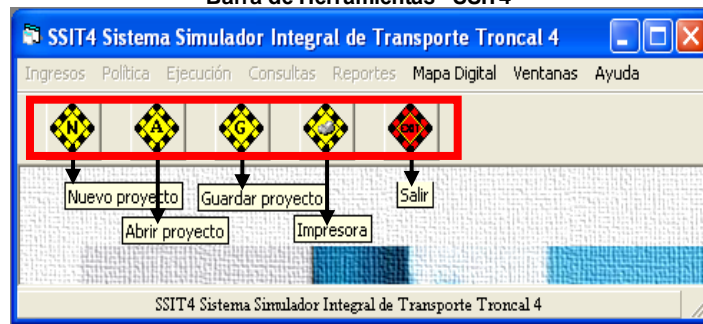 Barra de Herramientas SSIT4
SSIT4 Sistema Simulador Integral de Transporte Troncal 4
Ingresos Política Ejecución Consultas Reportes Mapa Digital Ventanas Ayuda
N A G EXIT
Nuevo proyecto Guardar proyecto Salir
Abrir proyecto Impresora
SSIT4 Sistema Simulador Integral de Transporte Troncal 4